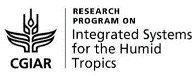 RESEARCH
PROGRAM ON
Integrated Systems
for the Humid
Tropics
CGIAR